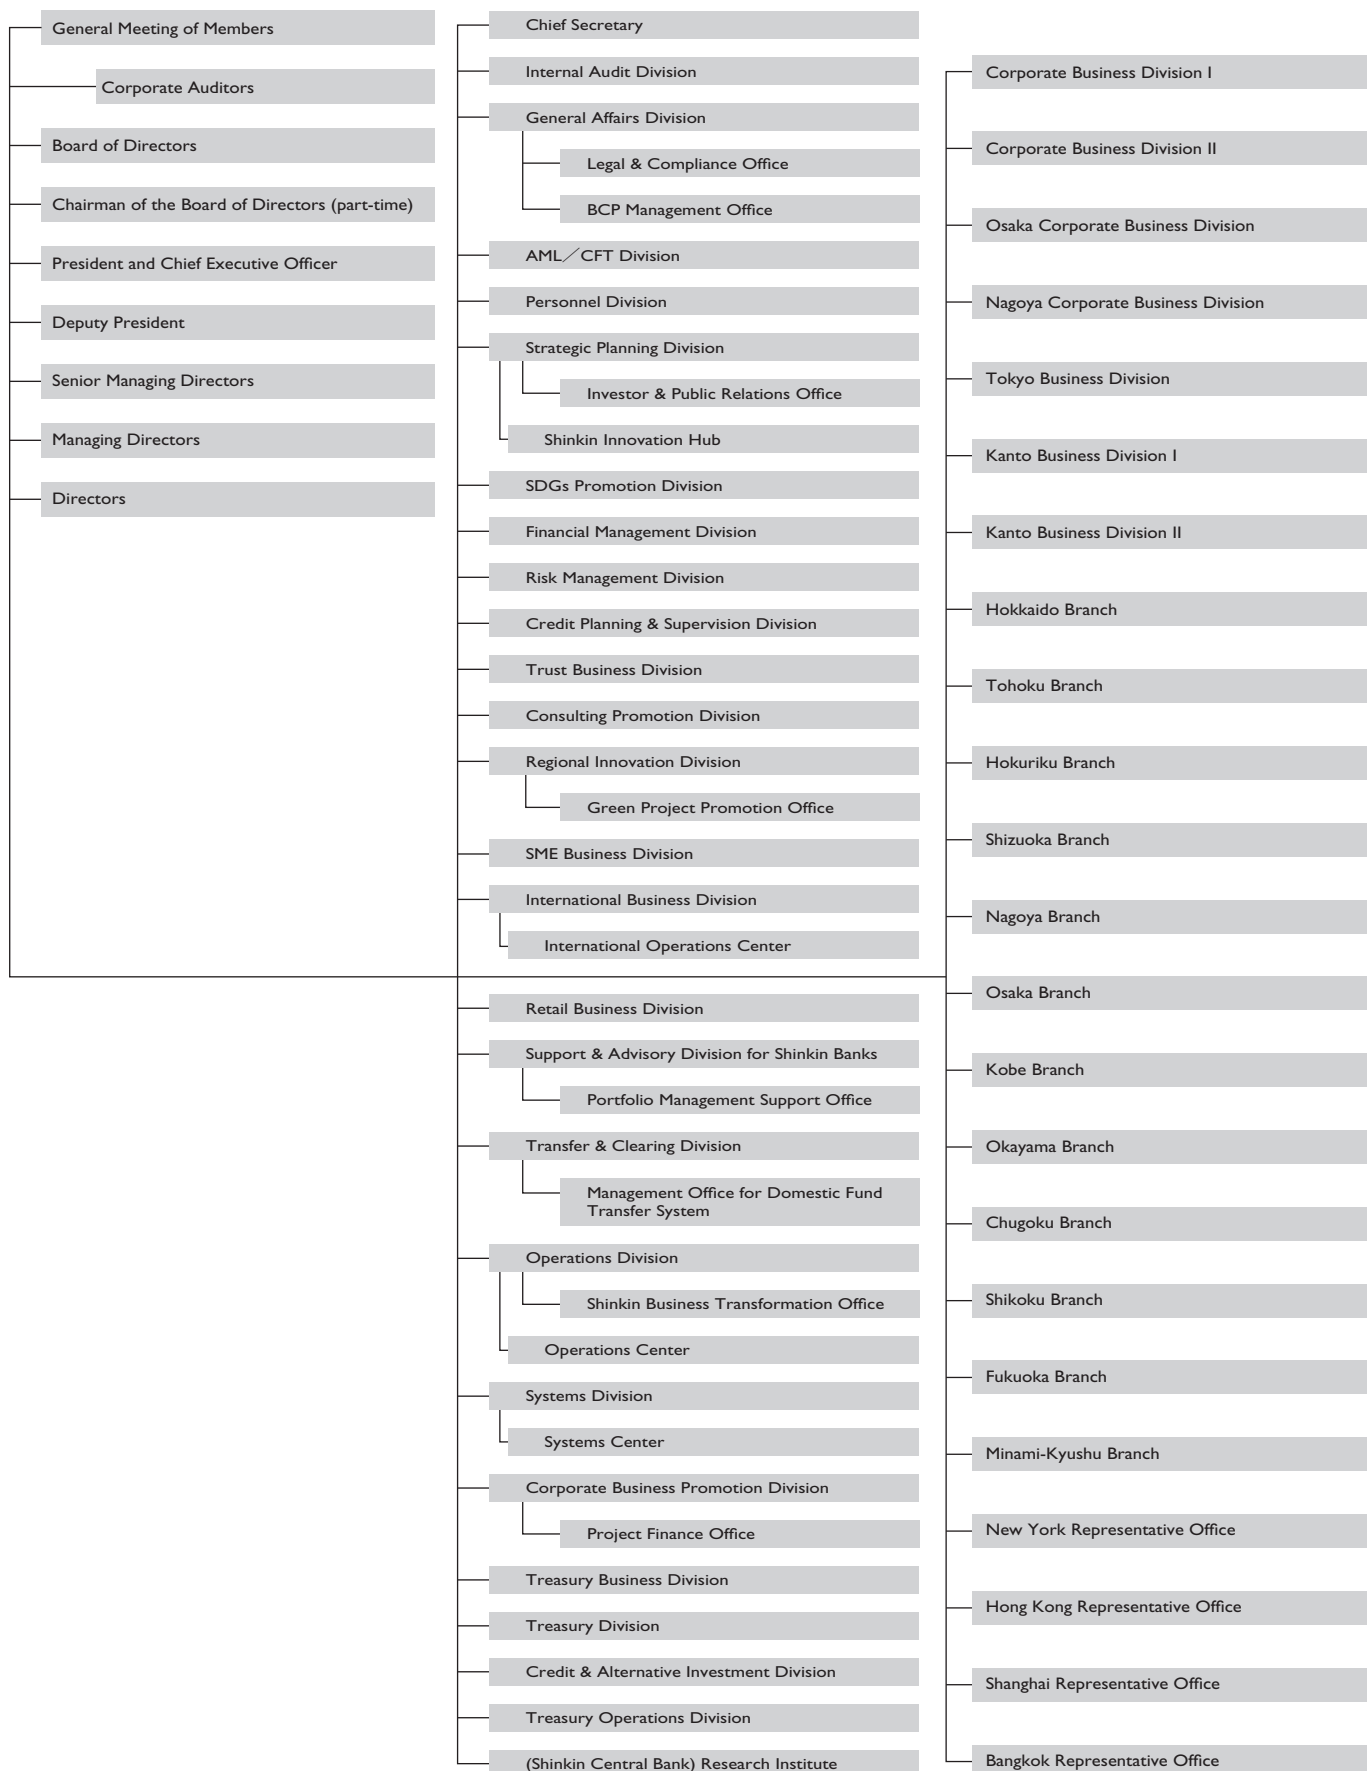 General Meeting of Members
Corporate Auditors
Board of Directors
Chairman of the Board of Directors (part-time)
President and Chief Executive Officer
Deputy President
Senior Managing Directors
Managing Directors
Directors
Chief Secretary
Internal Audit Division
General Affairs Division
Legal & Compliance Office
BCP Management Office
AML／CFT Division
Personnel Division
Strategic Planning Division
Investor & Public Relations Office
Shinkin Innovation Hub
SDGs Promotion Division
Financial Management Division
Risk Management Division
Credit Planning & Supervision Division
Trust Business Division
Consulting Promotion Division
Regional Innovation Division
Green Project Promotion Office
SME Business Division
International Business Division
International Operations Center
Retail Business Division
Support & Advisory Division for Shinkin Banks
Portfolio Management Support Office
Transfer & Clearing Division
Management Office for Domestic Fund
Transfer System
Operations Division
Shinkin Business Transformation Office
Operations Center
Systems Division
Systems Center
Corporate Business Promotion Division
Project Finance Office
Treasury Business Division
Treasury Division
Credit & Alternative Investment Division
Treasury Operations Division
(Shinkin Central Bank) Research Institute
Corporate Business Division I
Corporate Business Division II
Osaka Corporate Business Division
Nagoya Corporate Business Division
Tokyo Business Division
Kanto Business Division I
Kanto Business Division II
Hokkaido Branch
Tohoku Branch
Hokuriku Branch
Shizuoka Branch
Nagoya Branch
Osaka Branch
Kobe Branch
Okayama Branch
Chugoku Branch
Shikoku Branch
Fukuoka Branch
Minami-Kyushu Branch
New York Representative Office
Hong Kong Representative Office
Shanghai Representative Office
Bangkok Representative Office